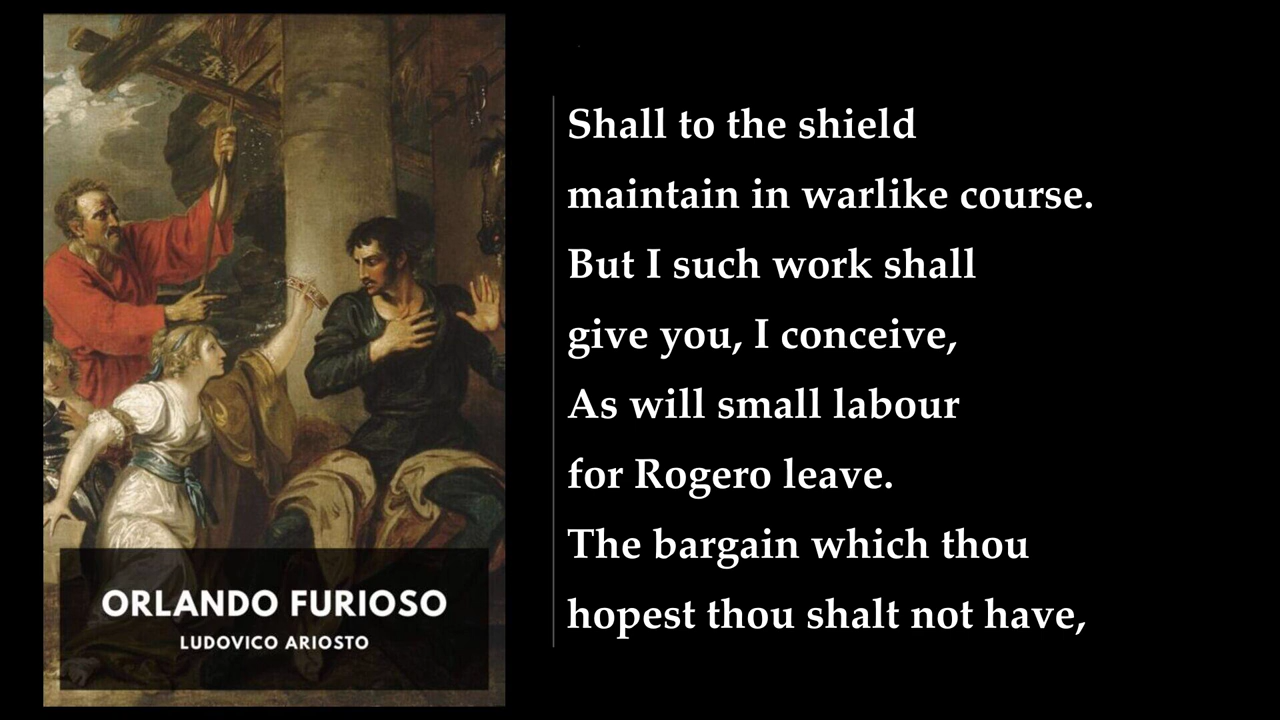 ORLANDO FURIOSO
LUDOVICO ARIOSTO
Shall to the shield
maintain in warlike course.
But I such work shall
give you, I conceive,
As will small labour
for Rogero leave.
The bargain which thou
hopest thou shalt not have,